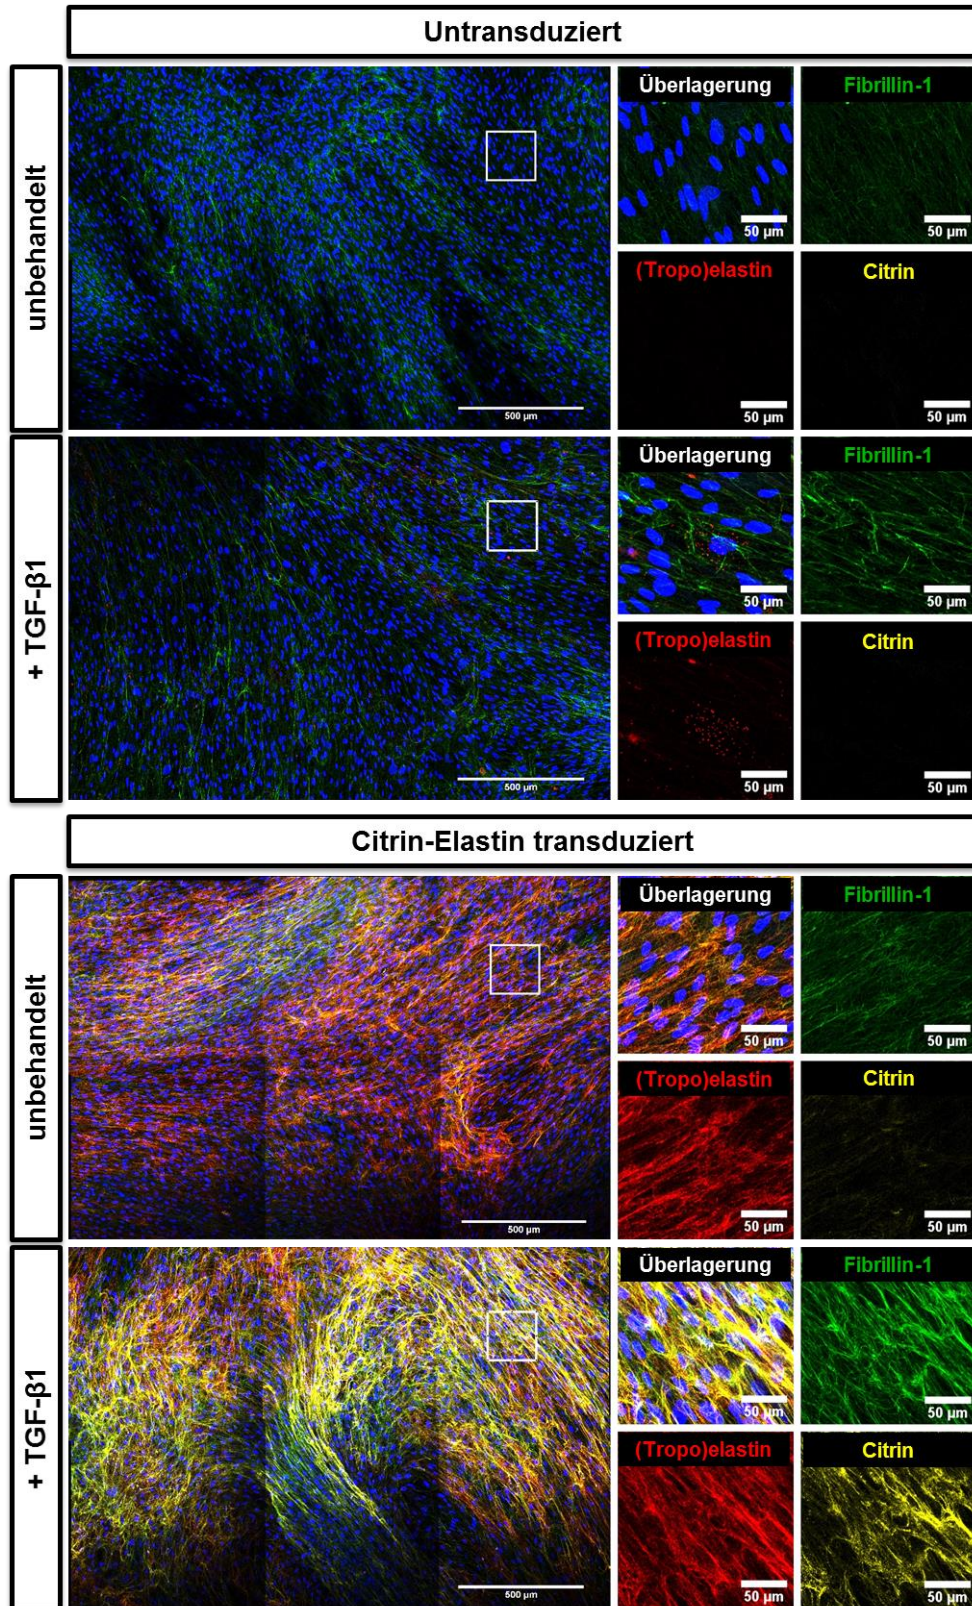 Untransduziert
unbehandelt
500 µm
Überlagerung
50 µm
Fibrillin-1
50 µm
(Tropo)elastin
50 µm
Citrin
50 µm
+ TGF-β1
500 µm
Überlagerung
50 µm
Fibrillin-1
50 µm
(Tropo)elastin
50 µm
Citrin
50 µm
Citrin-Elastin transduziert
unbehandelt
500 µm
Überlagerung
50 µm
Fibrillin-1
50 µm
(Tropo)elastin
50 µm
Citrin
50 µm
+ TGF-β1
500 µm
Überlagerung
50 µm
Fibrillin-1
50 µm
(Tropo)elastin
50 µm
Citrin
50 µm